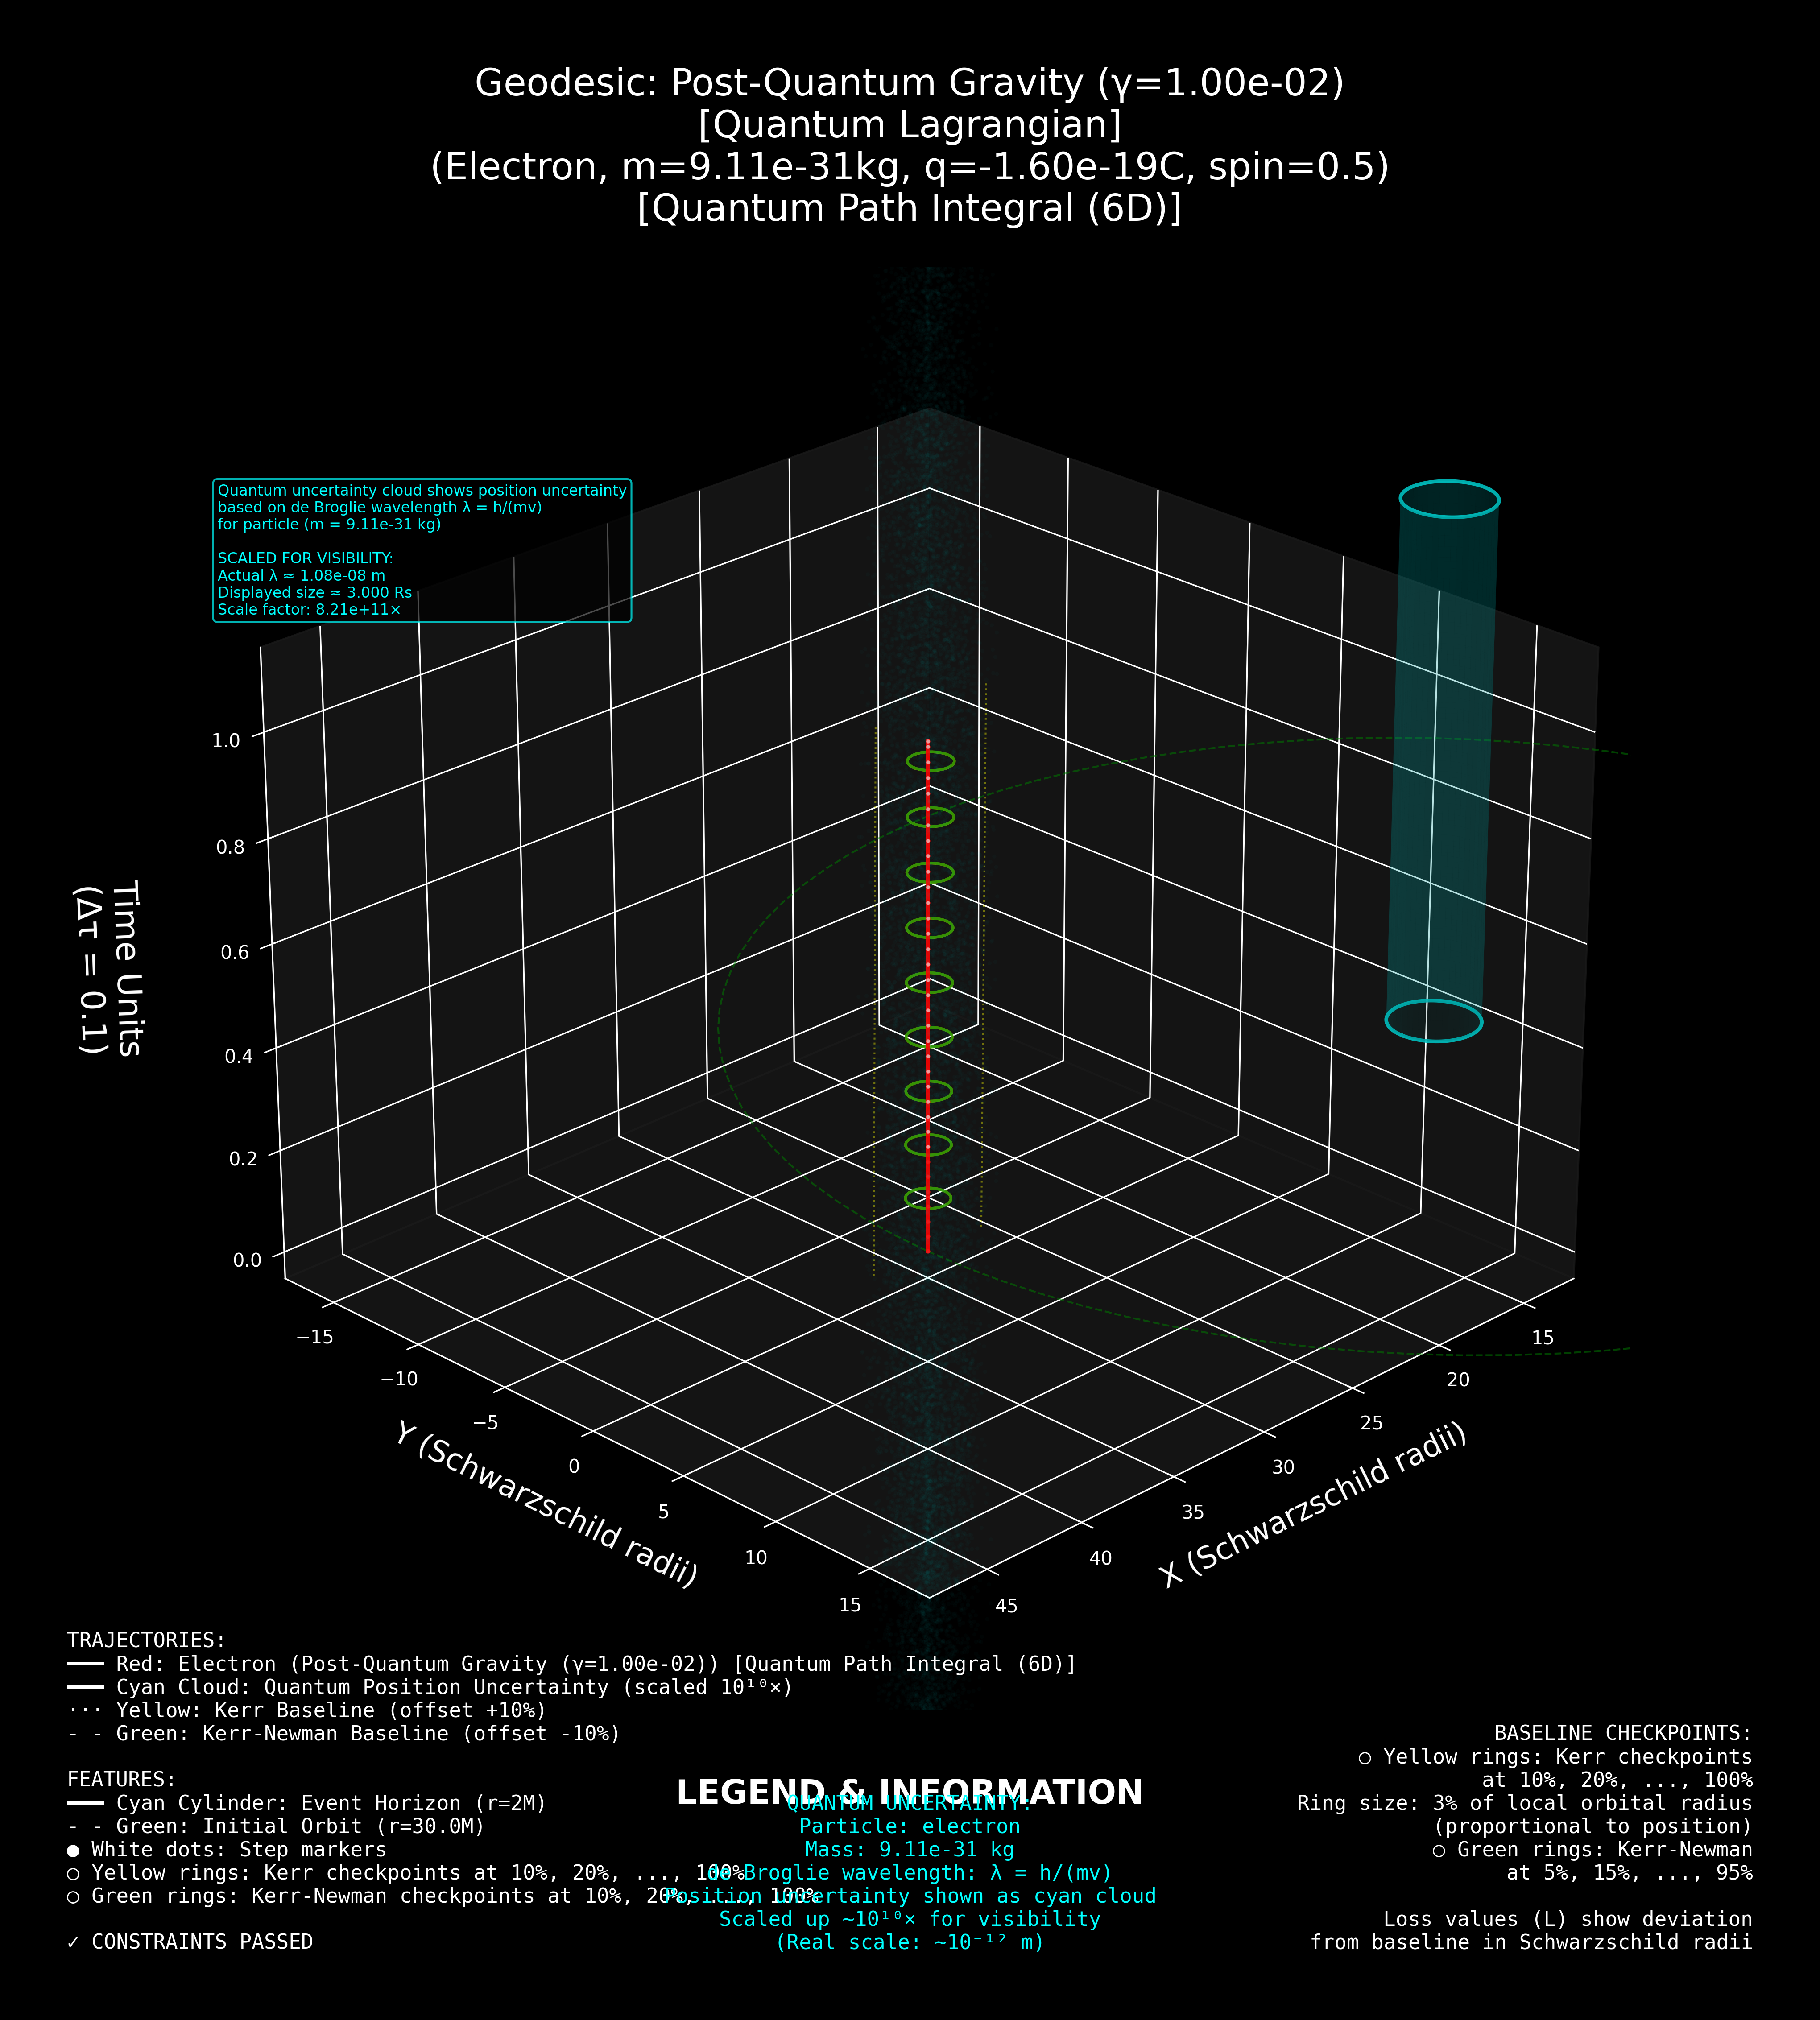 Geodesic: Post-Quantum Gravity (γ=1.00e-02)
[Quantum Lagrangian]
(Electron, m=9.11e-31kg, q=-1.60e-19C, spin=0.5)
[Quantum Path Integral (6D)]
Quantum uncertainty cloud shows position uncertainty
based on de Broglie wavelength λ = h/(mv)
for particle (m = 9.11e-31 kg)
SCALED FOR VISIBILITY:
Actual λ ≈ 1.08e-08 m
Displayed size ≈ 3.000 Rs
Scale factor: 8.21e+11×
Time Units
(Δτ = 0.1)
1.0
0.8
0.6
0.4
0.2
0.0
−15
−10
−5
0
5
10
15
Y (Schwarzschild radii)
15
20
25
30
35
40
45
X (Schwarzschild radii)
TRAJECTORIES:
Red: Electron (Post-Quantum Gravity (γ=1.00e-02)) [Quantum Path Integral (6D)]
Cyan Cloud: Quantum Position Uncertainty (scaled 10¹⁰×)
··· Yellow: Kerr Baseline (offset +10%)
- - Green: Kerr-Newman Baseline (offset -10%)
FEATURES:
Cyan Cylinder: Event Horizon (r=2M)
- - Green: Initial Orbit (r=30.0M)
● White dots: Step markers
○ Yellow rings: Kerr checkpoints at 10%, 20%, ..., 100%
○ Green rings: Kerr-Newman checkpoints at 10%, 20%, ..., 100%
✓ CONSTRAINTS PASSED
LEGEND & INFORMATION
QUANTUM UNCERTAINTY:
Particle: electron
Mass: 9.11e-31 kg
de Broglie wavelength: λ = h/(mv)
Position uncertainty shown as cyan cloud
Scaled up ~10¹⁰× for visibility
(Real scale: ~10⁻¹² m)
BASELINE CHECKPOINTS:
○ Yellow rings: Kerr checkpoints
at 10%, 20%, ..., 100%
Ring size: 3% of local orbital radius
(proportional to position)
○ Green rings: Kerr-Newman
at 5%, 15%, ..., 95%
Loss values (L) show deviation
from baseline in Schwarzschild radii